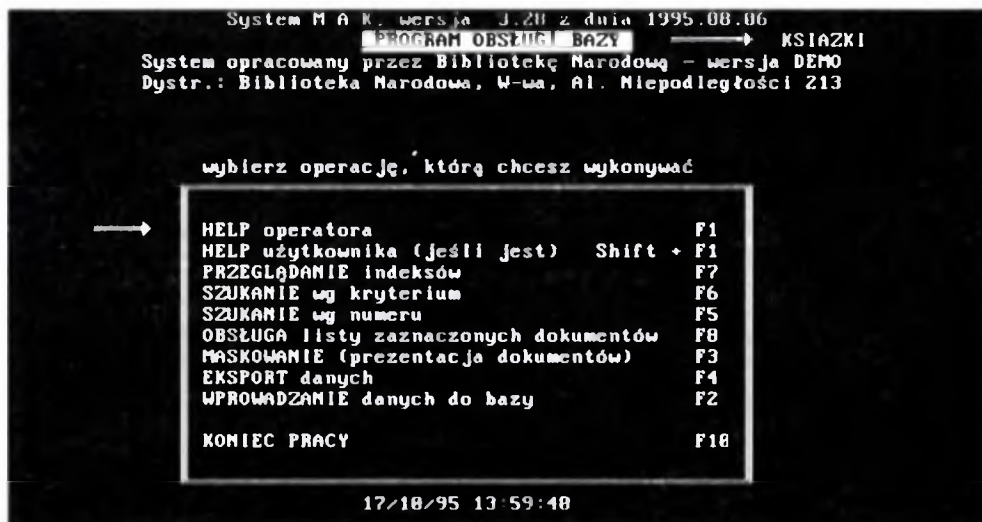 System M A K, wersja 3.20 z dnia 1995.08.06
PROGRAM OBSŁUGI BAZY → KSIAZKI
System opracowany przez Bibliotekę Narodową - wersja DEMO
Dystr.: Biblioteka Narodowa, W-wa, Al. Niepodległości 213
wybierz operację, którą chcesz wykonywać
HELP operatora F1
HELP użytkownika (jeśli jest) Shift + F1
PRZEGLĄDANIE indeksów F7
SZUKANIE wg kryterium F6
SZUKANIE wg numeru F5
OBSŁUGA listy zaznaczonych dokumentów F8
MASKOWANIE (prezentacja dokumentów) F3
EKSPORT danych F4
WPROWADZANIE danych do bazy F2
KONIEC PRACY F10
17/10/95 13:59:40